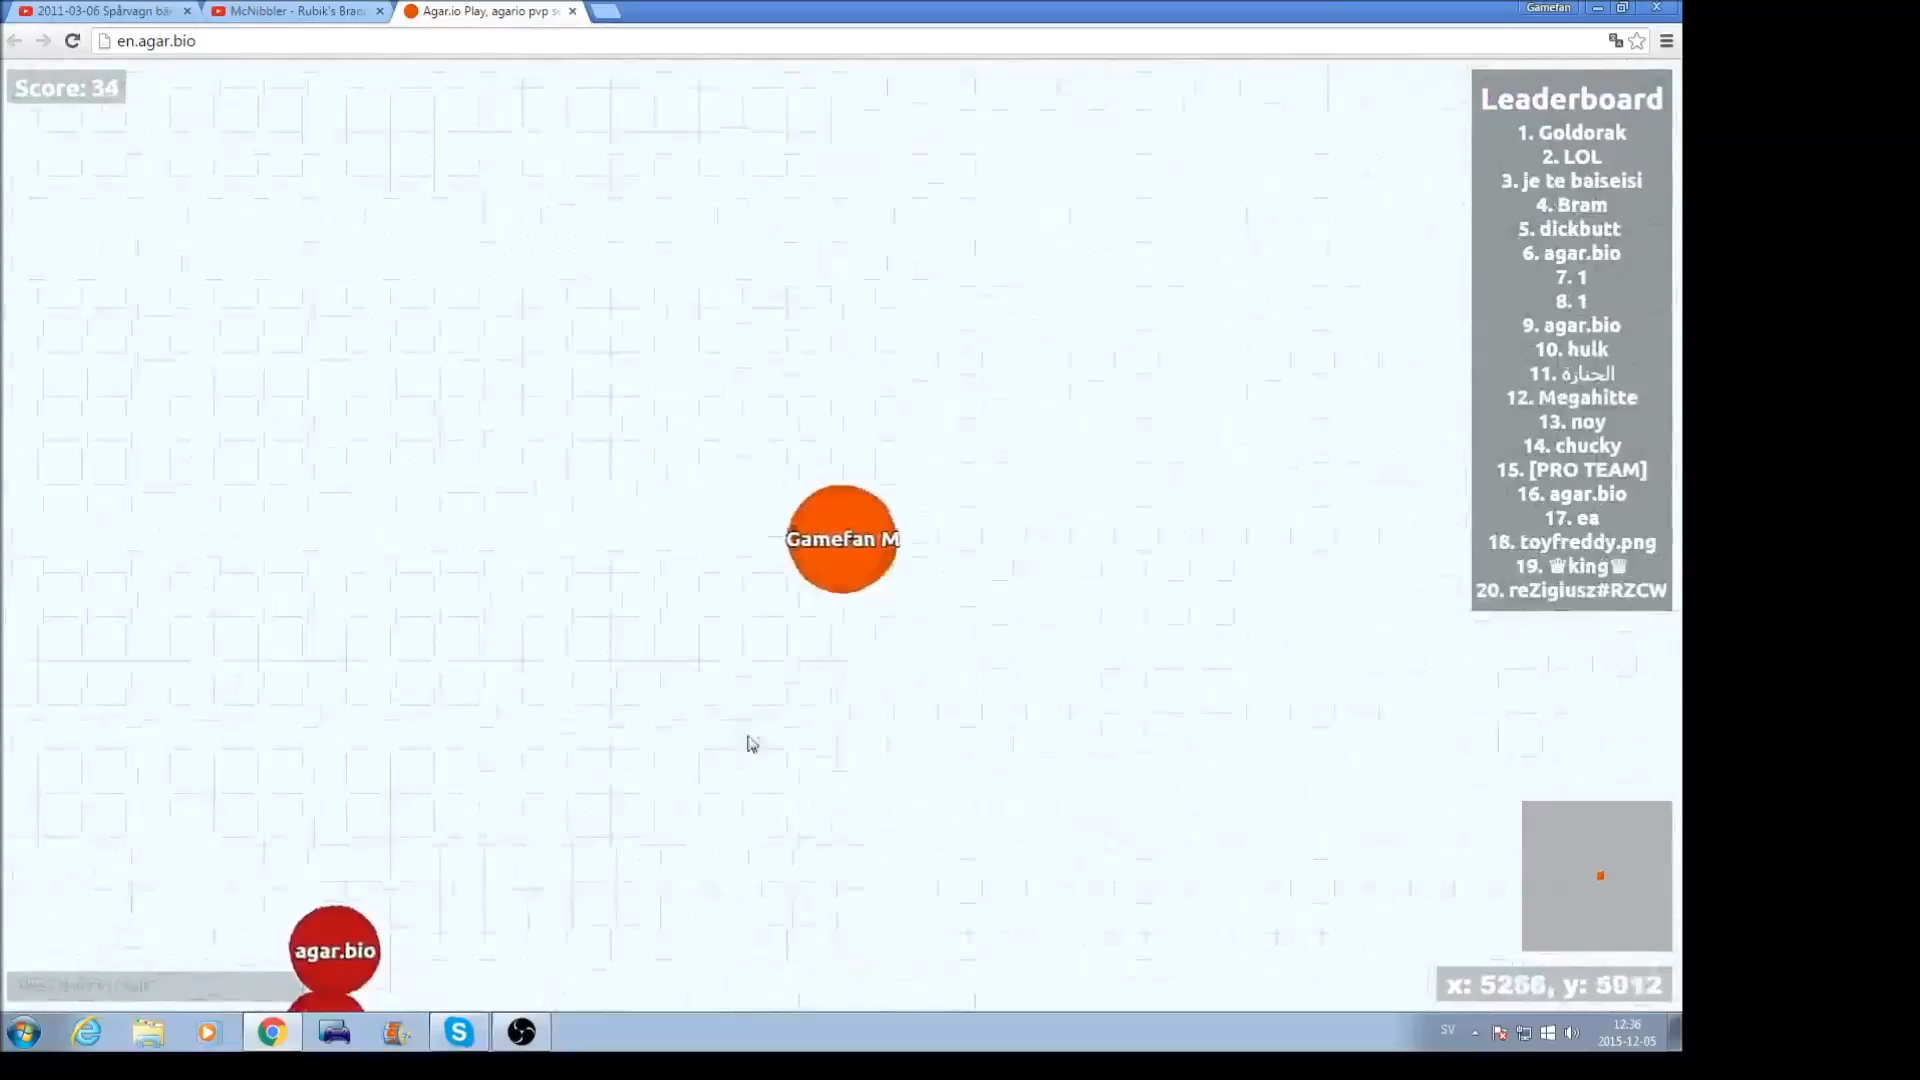 2011-03-06 Spårvagn bä
McNibbler - Rubik's Bran
Agar.io Play, agario pvp s
Gamefan
en.agar.bio
Score: 34
Leaderboard
1. Goldorak
2. LOL
3. je te baiseisi
4. Bram
5. dickbutt
6. agar.bio
7. 1
8. 1
9. agar.bio
10. hulk
11. الحنازة
12. Megahitte
13. noy
14. chucky
15. [PRO TEAM]
16. agar.bio
17. ea
18. toyfreddy.png
19. ♕king♕
20. reZigiusz#RZCW
Gamefan M
agar.bio
x: 5266, y: 5012
SV
12:36
2015-12-05